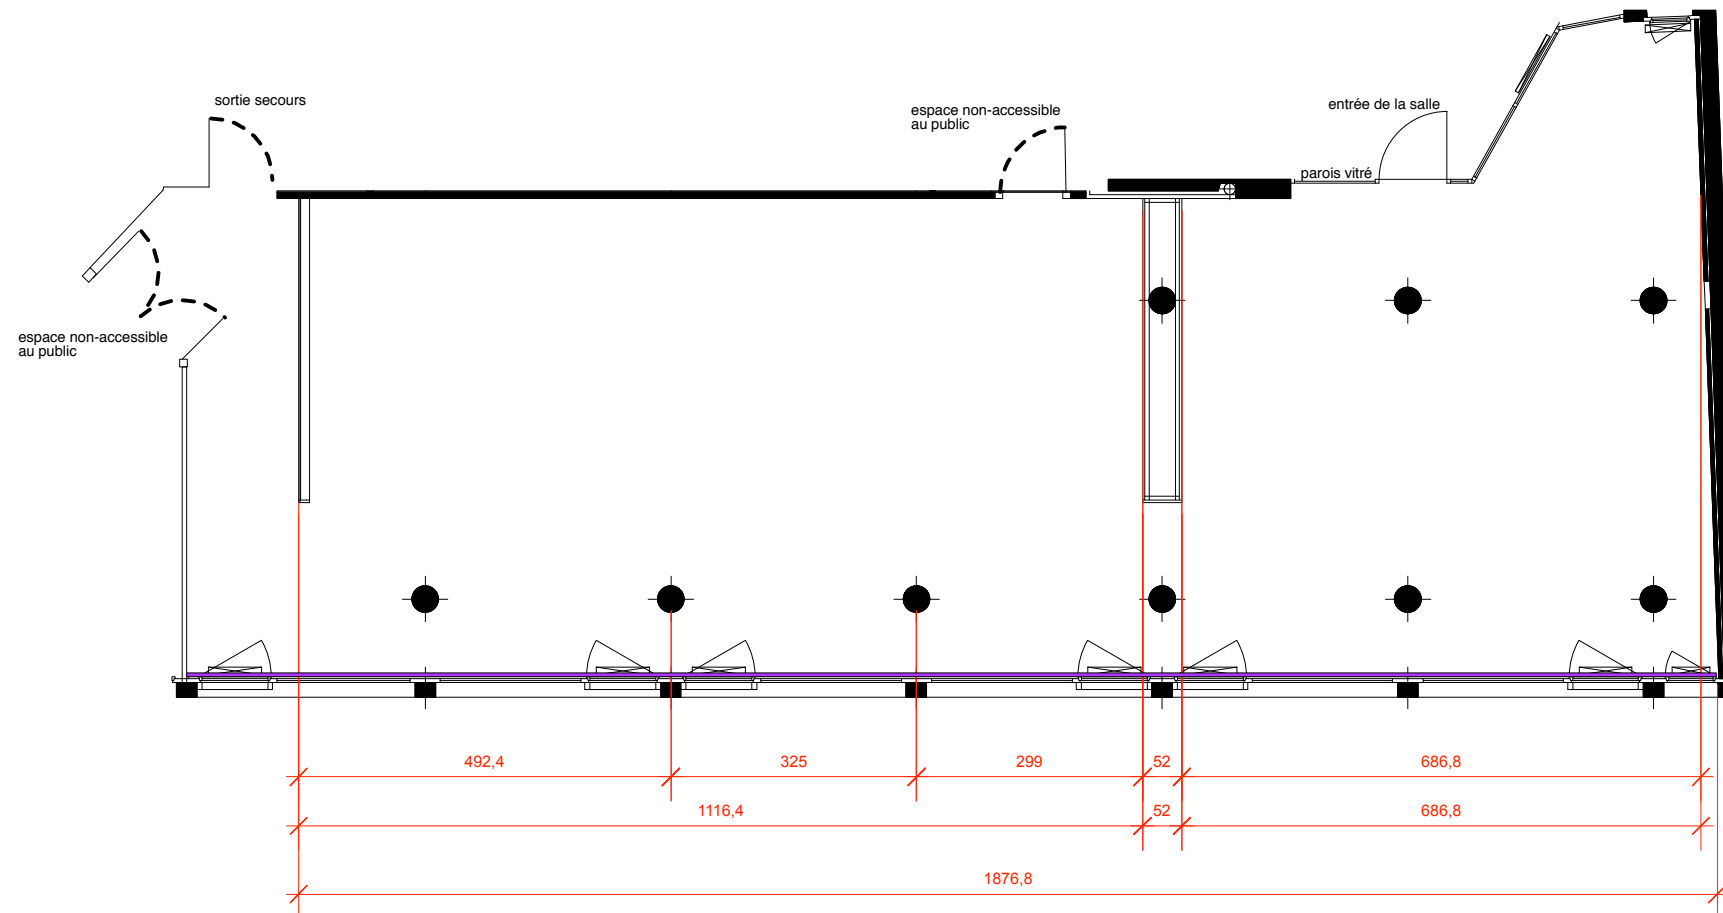 sortie secours
espace non-accessible
au public
entrée de la salle
parois vitré
espace non-accessible
au public
492,4
325
299
52
686,8
1116,4
52
686,8
1876,8